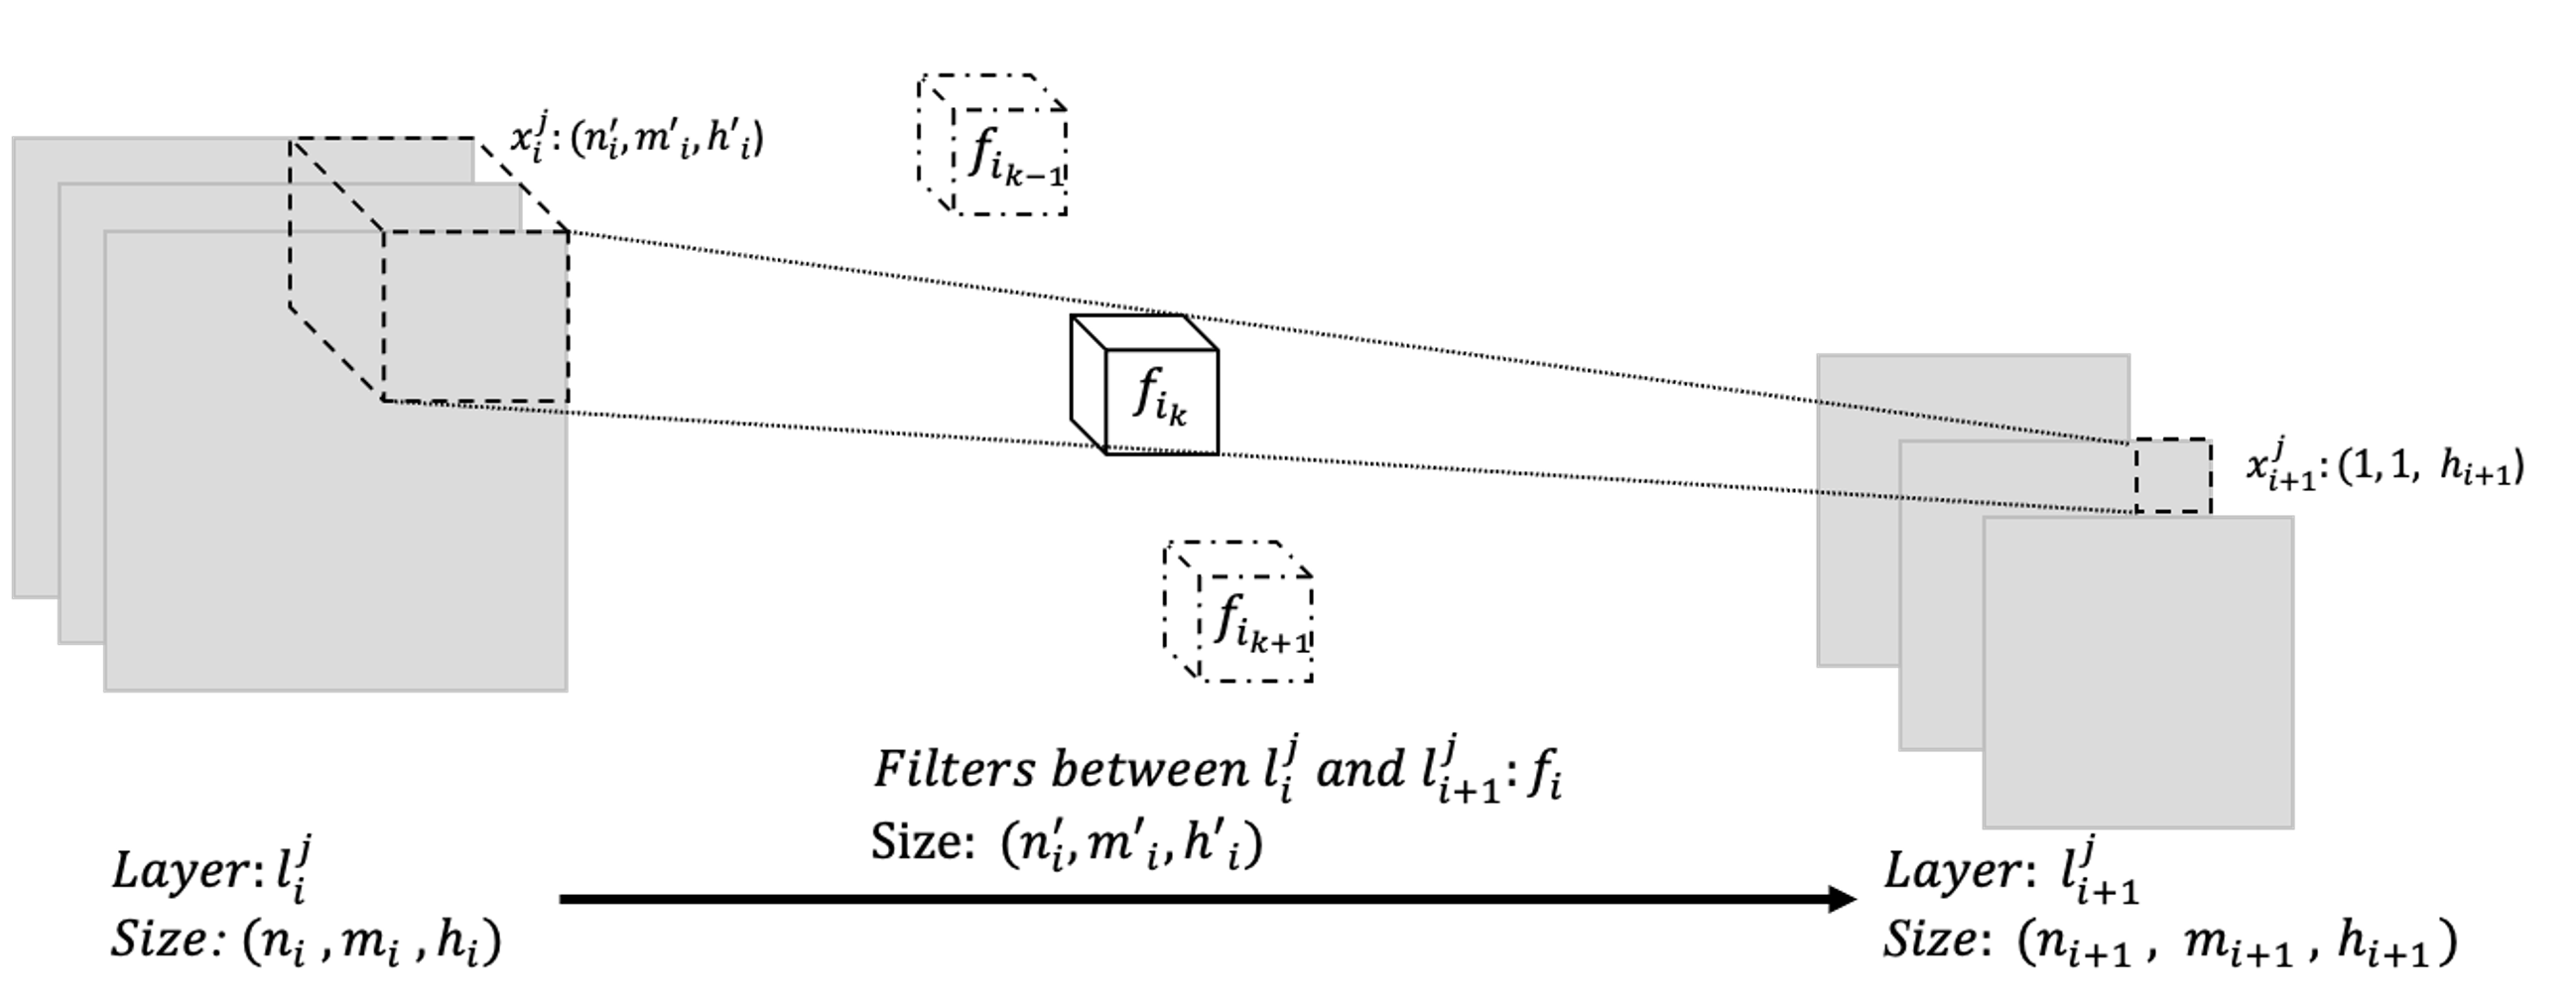 x_i^j: (n′_i, m′_i, h′_i)
f_{i_{k−1}}
f_{i_k}
x_{i+1}^j: (1, 1, h_{i+1})
f_{i_{k+1}}
Filters between l_i^j and l_{i+1}^j: f_i
Size: (n′_i, m′_i, h′_i)
Layer: l_i^j
Size: (n_i , m_i , h_i)
Layer: l_{i+1}^j
Size: (n_{i+1} , m_{i+1} , h_{i+1})